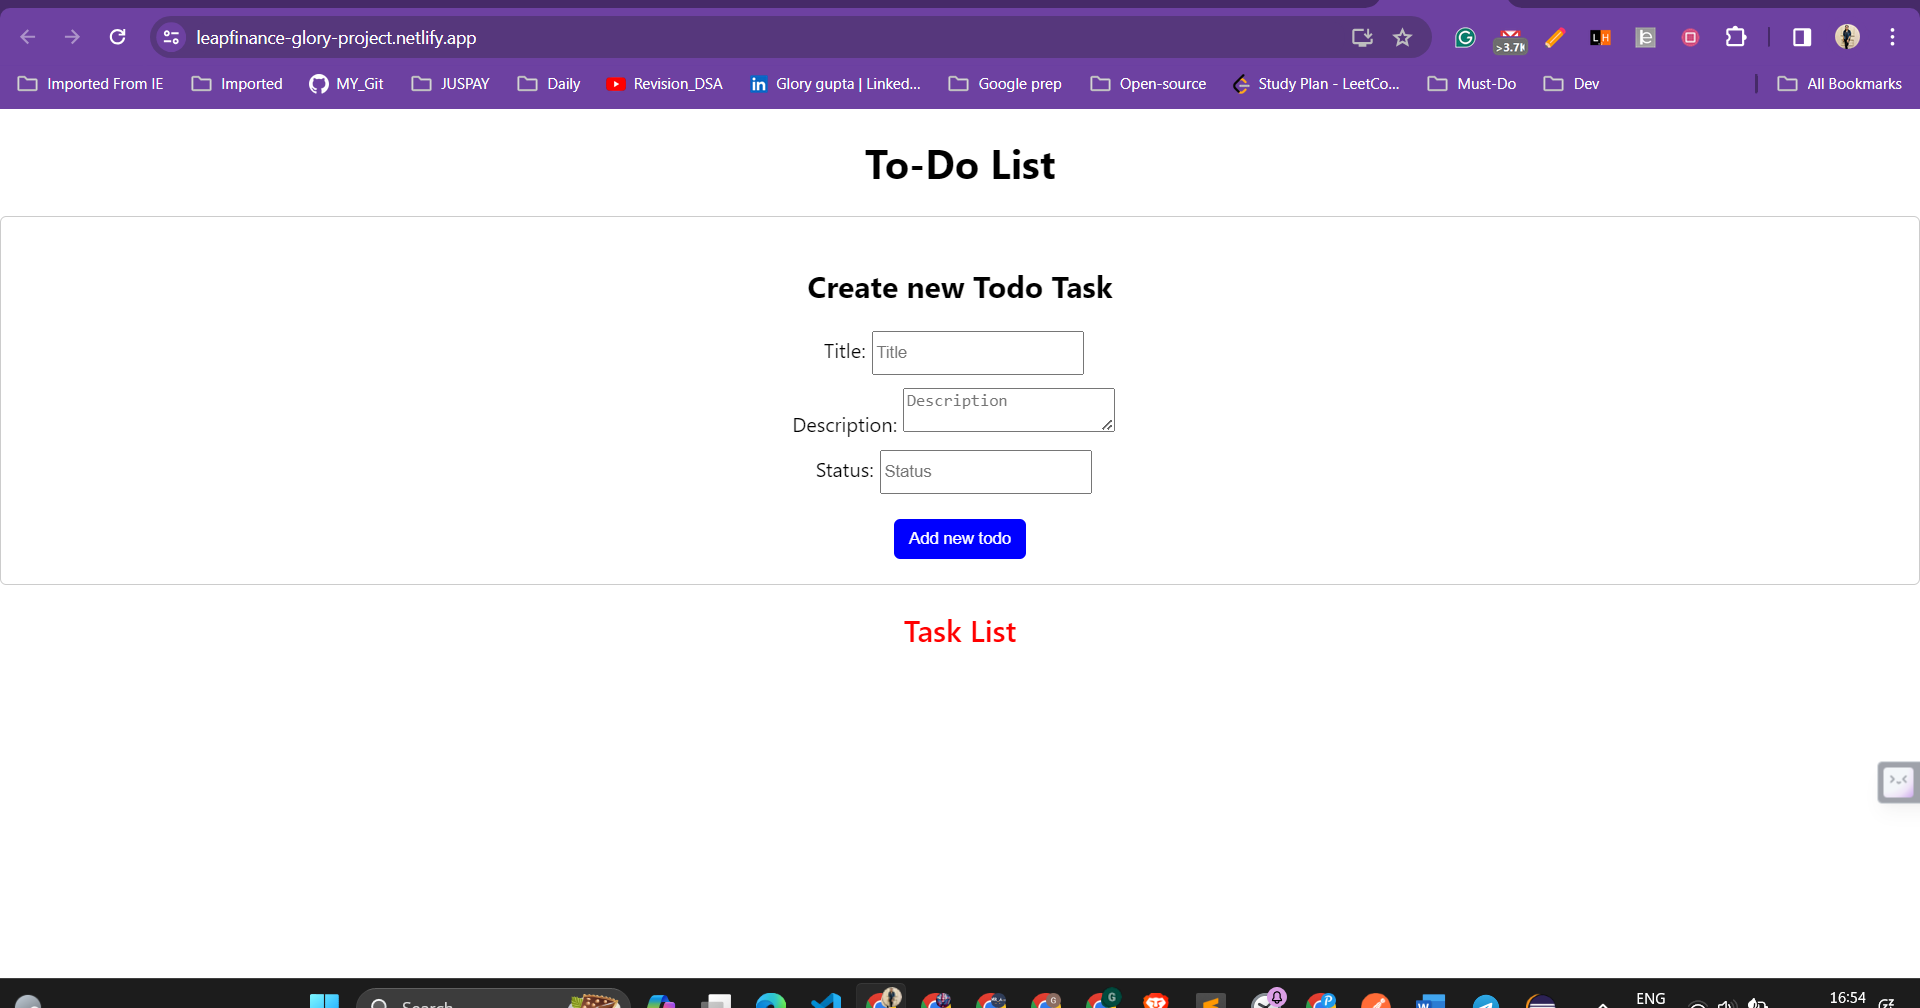 leapfinance-glory-project.netlify.app
>3.7K
LH
Imported From IE
Imported
MY_Git
JUSPAY
Daily
Revision_DSA
Glory gupta | Linked...
Google prep
Open-source
Study Plan - LeetCo...
Must-Do
Dev
All Bookmarks
To-Do List
Create new Todo Task
Title: Title
Description: Description
Status: Status
Add new todo
Task List
Search
ENG
16:54